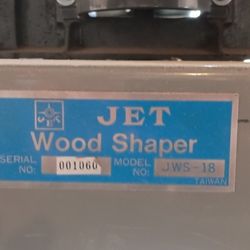 JET
Wood Shaper
SERIAL NO: 001060 MODEL NO: JWS-18
TAIWAN